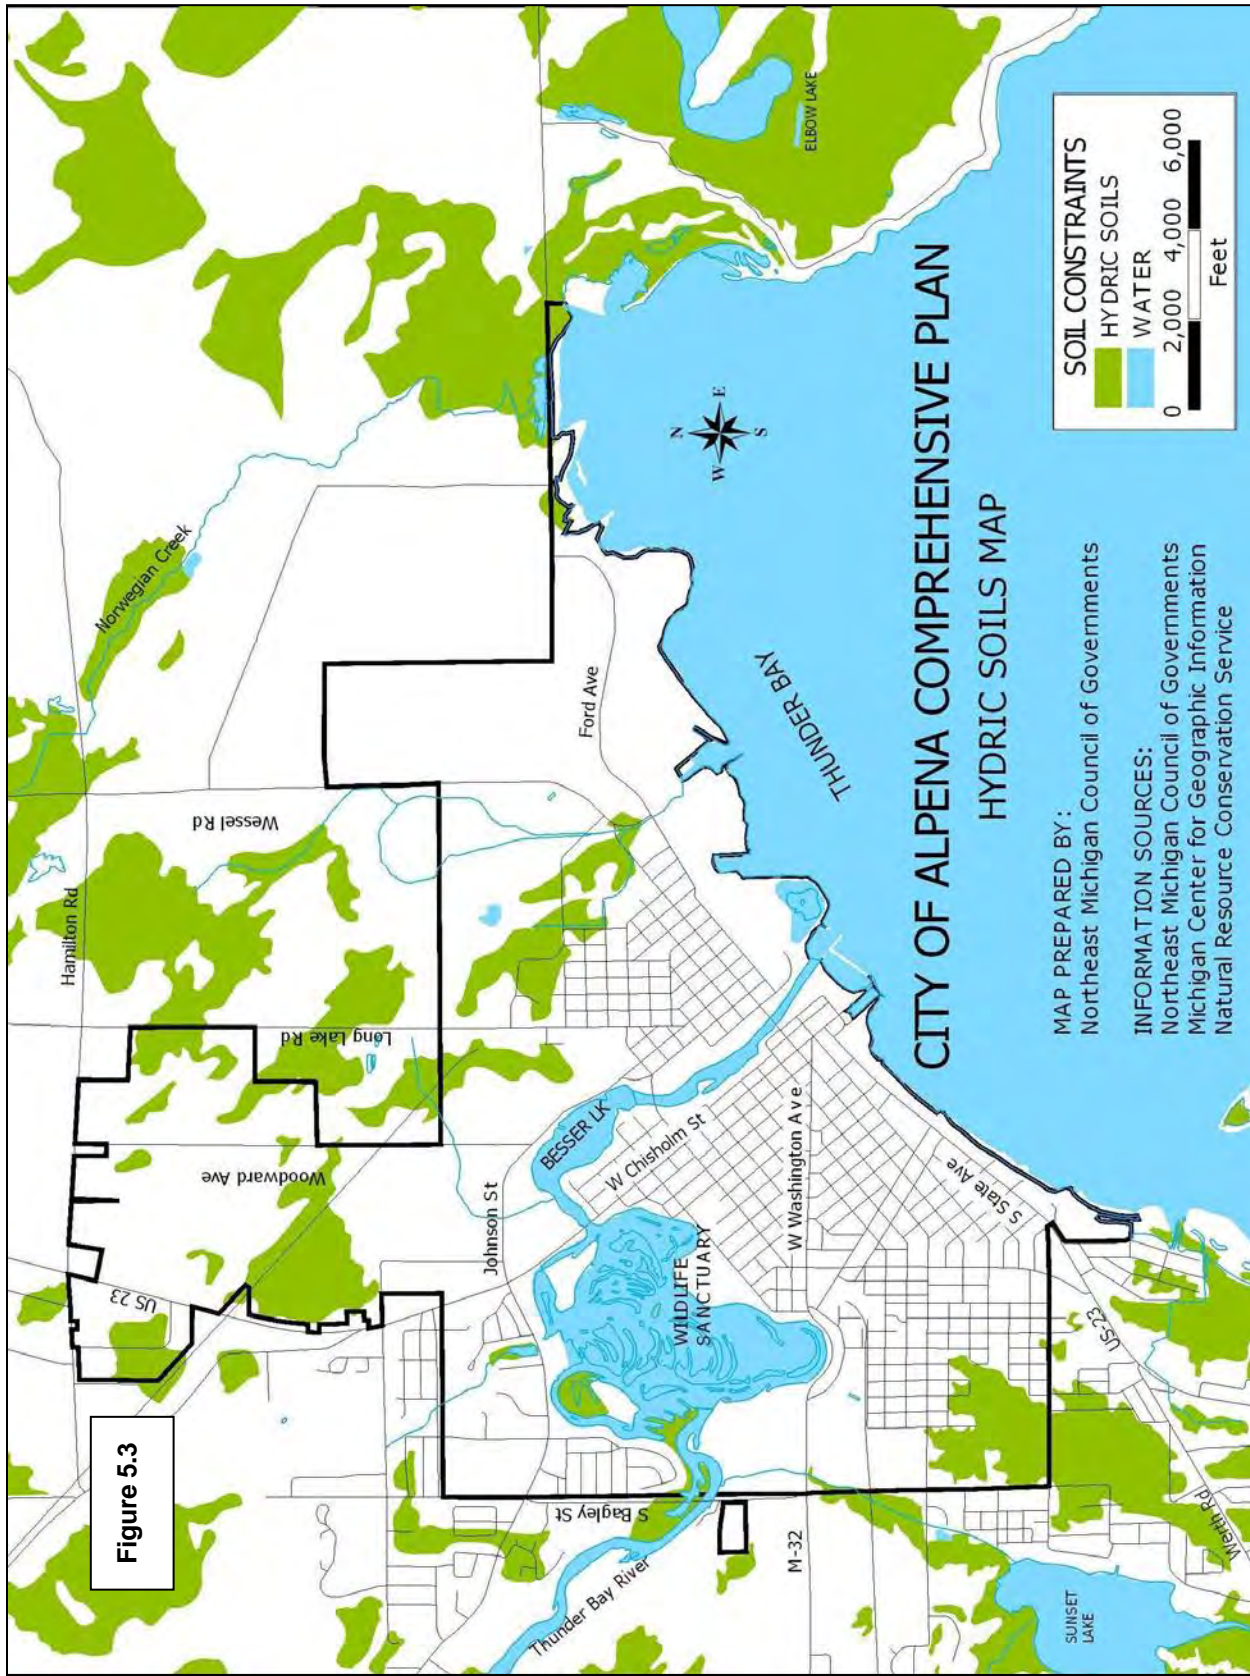 Figure 5.3
Hamilton Rd
Norwegian Creek
Wessel Rd
Long Lake Rd
Woodward Ave
US 23
Johnson St
Ford Ave
BESSER LK
W Chisholm St
W Washington Ave
S State Ave
WILDLIFE
SANCTUARY
S Bagley St
Thunder Bay River
M-32
US-23
Werth Rd
SUNSET
LAKE
ELBOW LAKE
THUNDER BAY
N
W
E
S
CITY OF ALPENA COMPREHENSIVE PLAN
HYDRIC SOILS MAP
MAP PREPARED BY:
Northeast Michigan Council of Governments
INFORMATION SOURCES:
Northeast Michigan Council of Governments
Michigan Center for Geographic Information
Natural Resource Conservation Service
SOIL CONSTRAINTS
HYDRIC SOILS
WATER
0 2,000 4,000 6,000
Feet